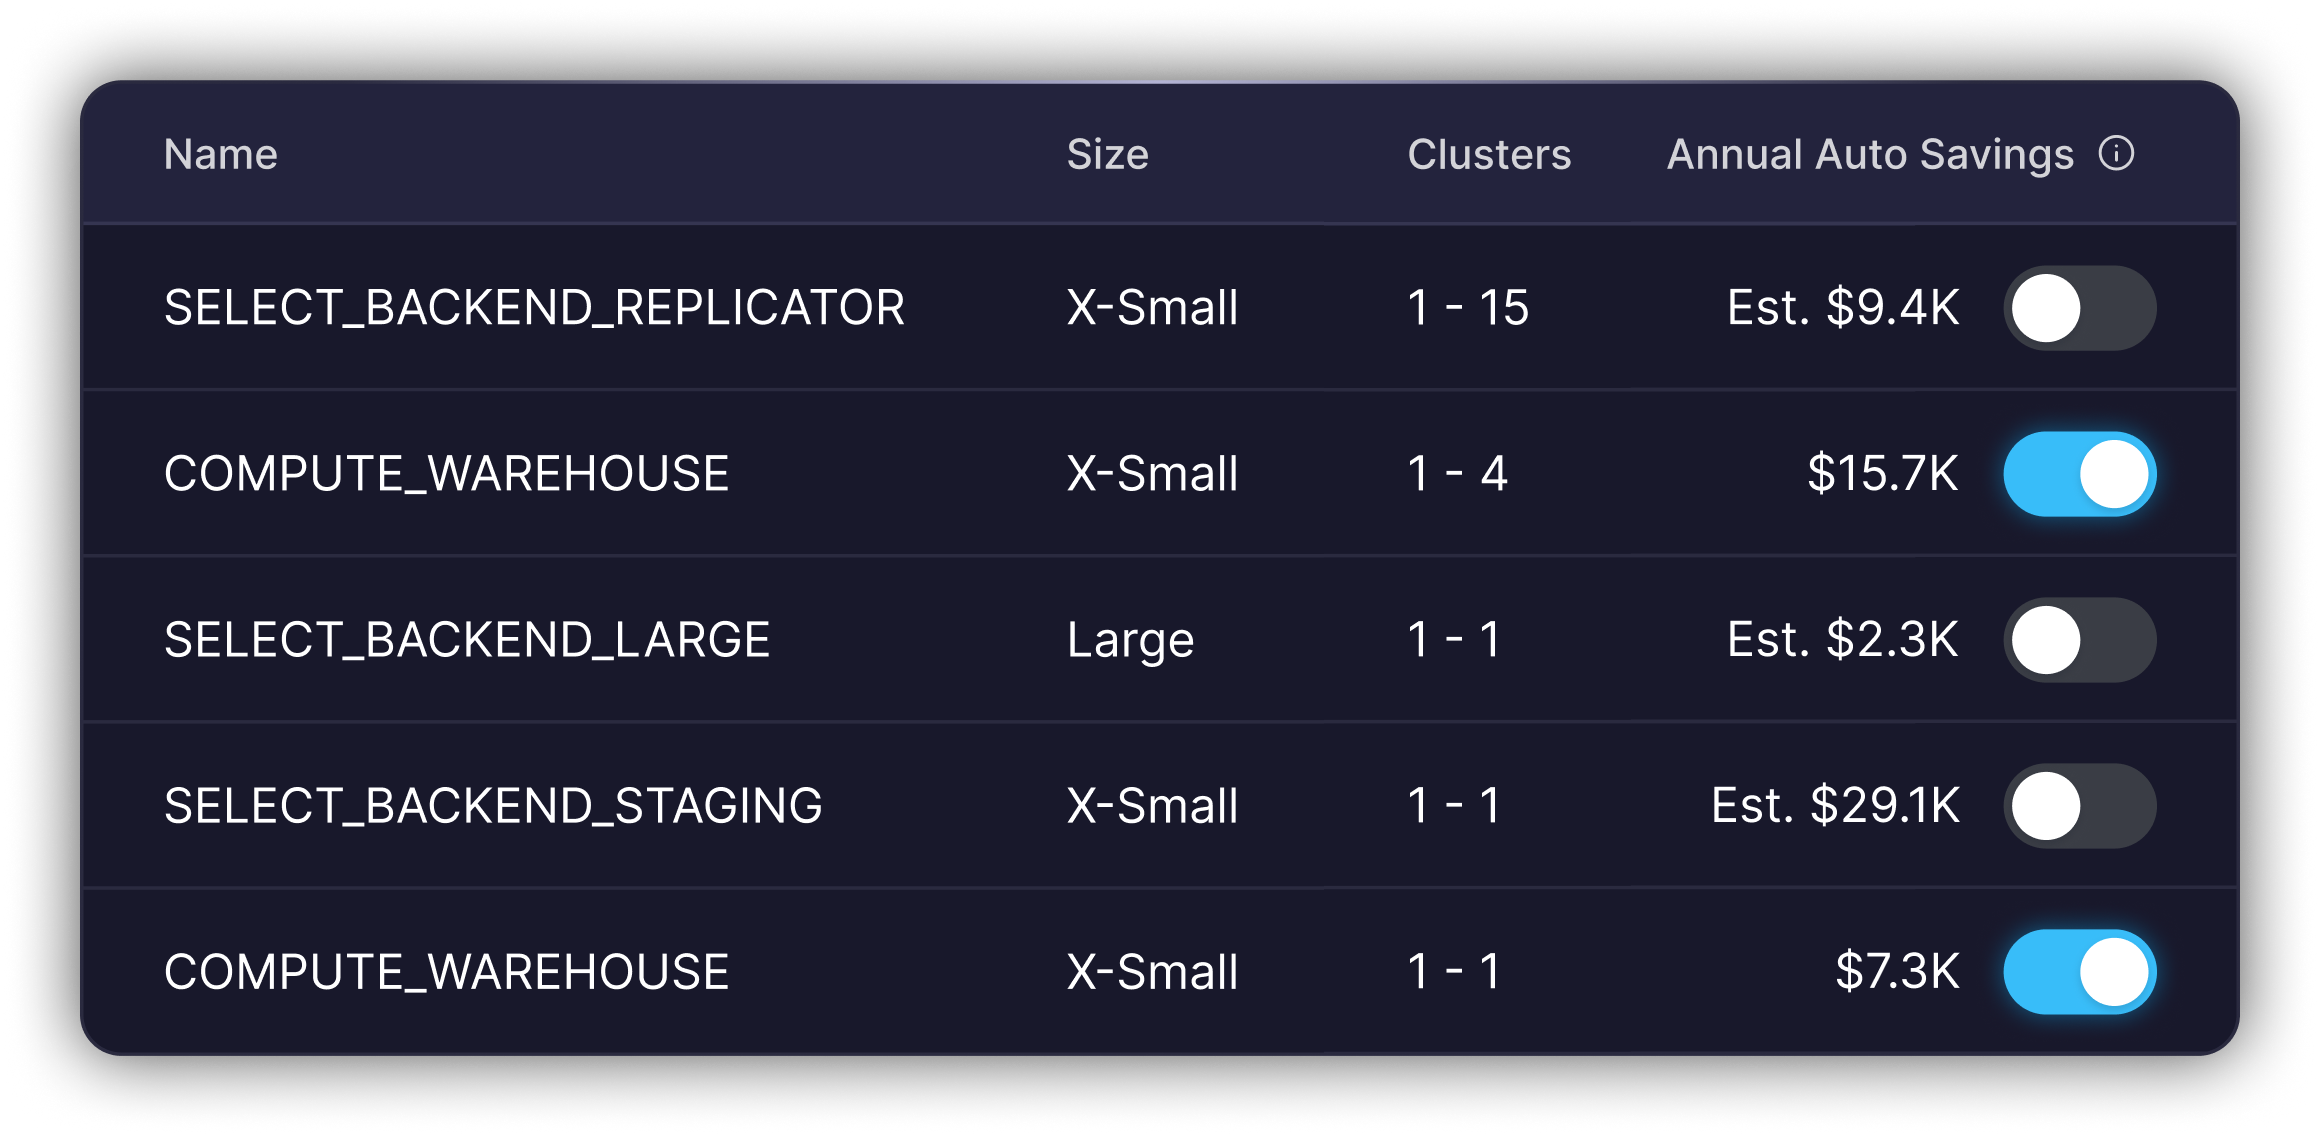 Name Size Clusters Annual Auto Savings
SELECT_BACKEND_REPLICATOR X-Small 1 - 15 Est. $9.4K
COMPUTE_WAREHOUSE X-Small 1 - 4 $15.7K
SELECT_BACKEND_LARGE Large 1 - 1 Est. $2.3K
SELECT_BACKEND_STAGING X-Small 1 - 1 Est. $29.1K
COMPUTE_WAREHOUSE X-Small 1 - 1 $7.3K